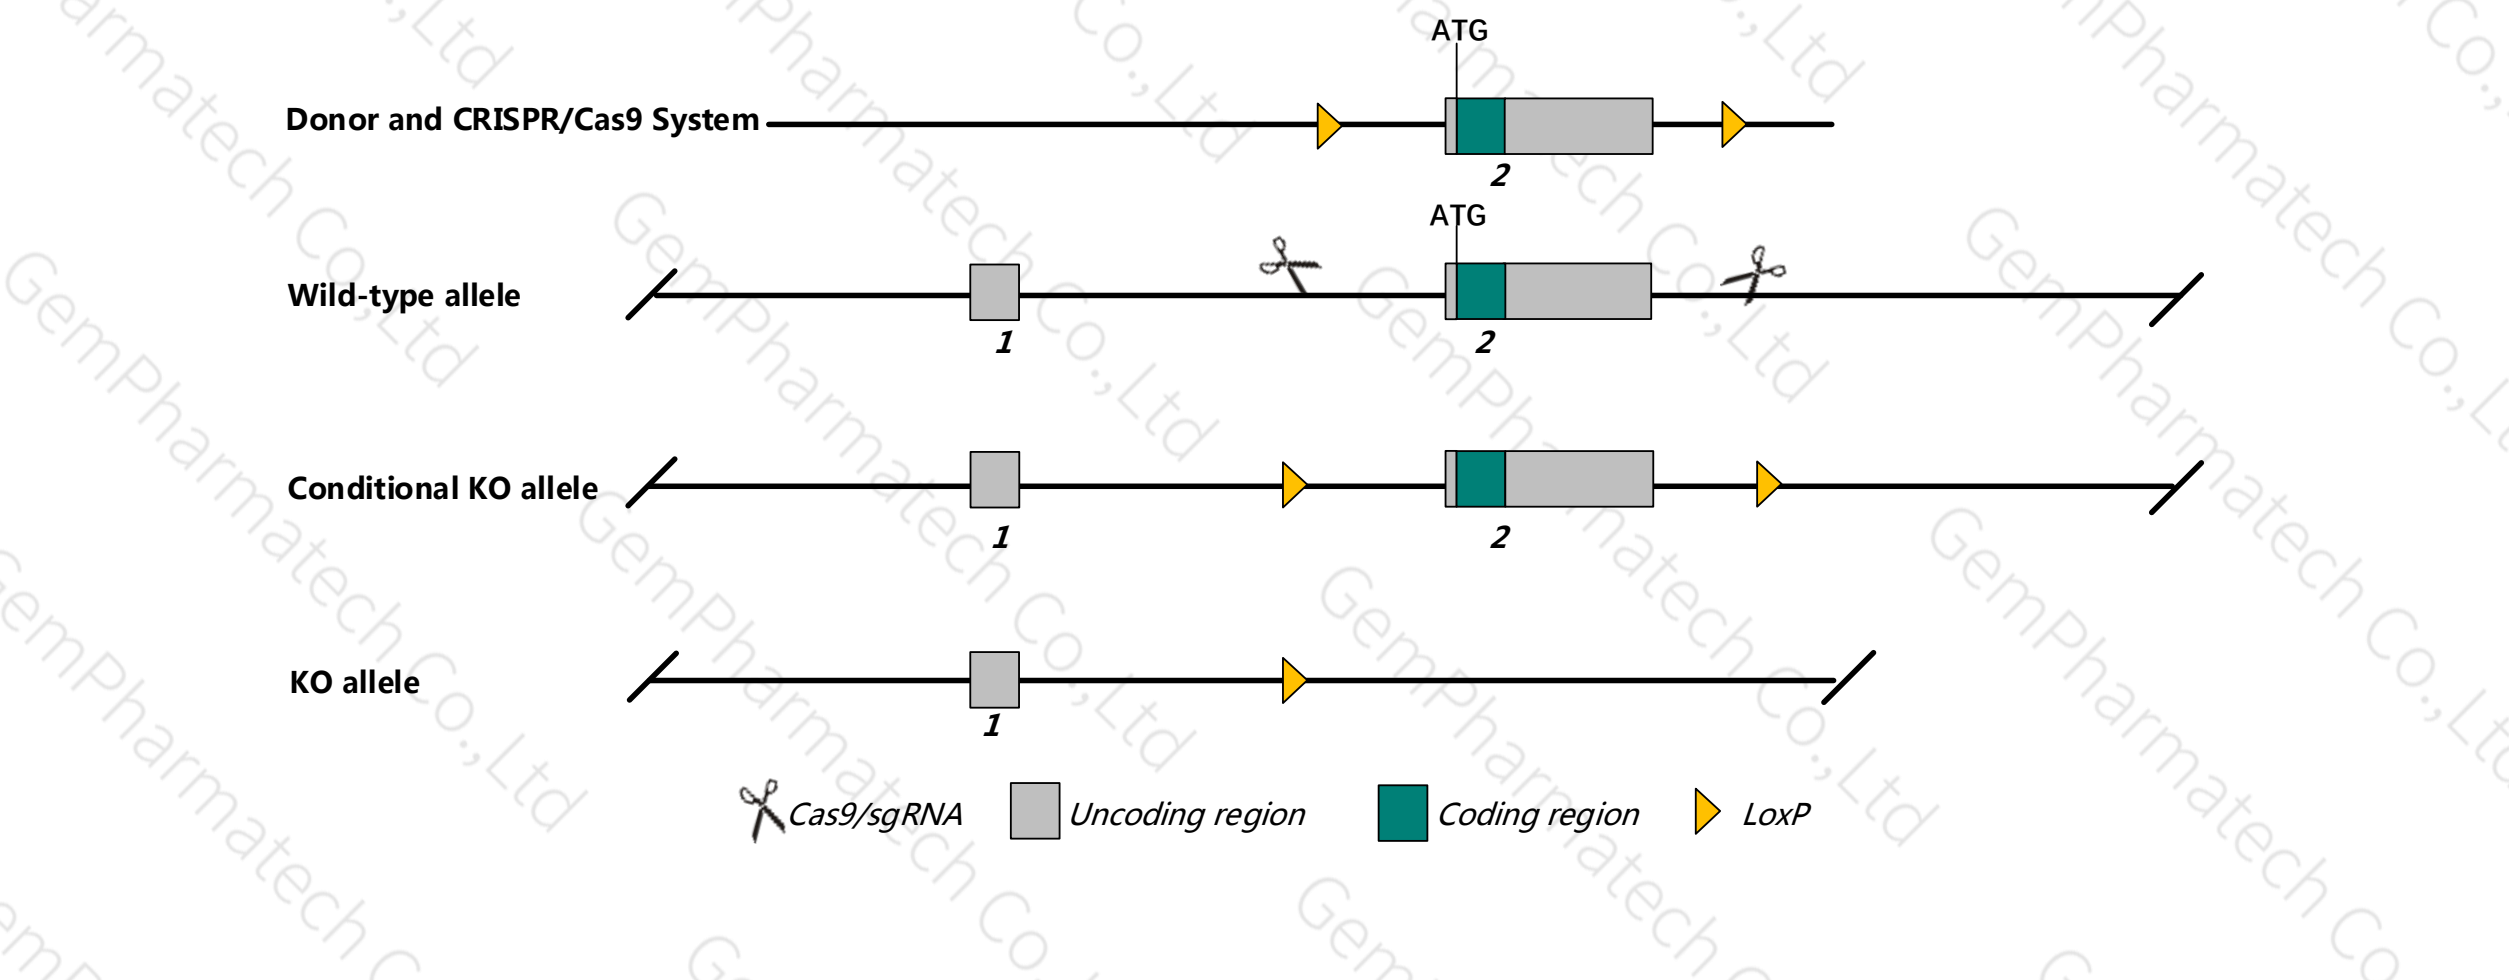 ATG
Donor and CRISPR/Cas9 System
2
ATG
Wild-type allele
1
2
Conditional KO allele
1
2
KO allele
1
Cas9/sgRNA
Uncoding region
Coding region
LoxP
GemPharmatech Co.,Ltd